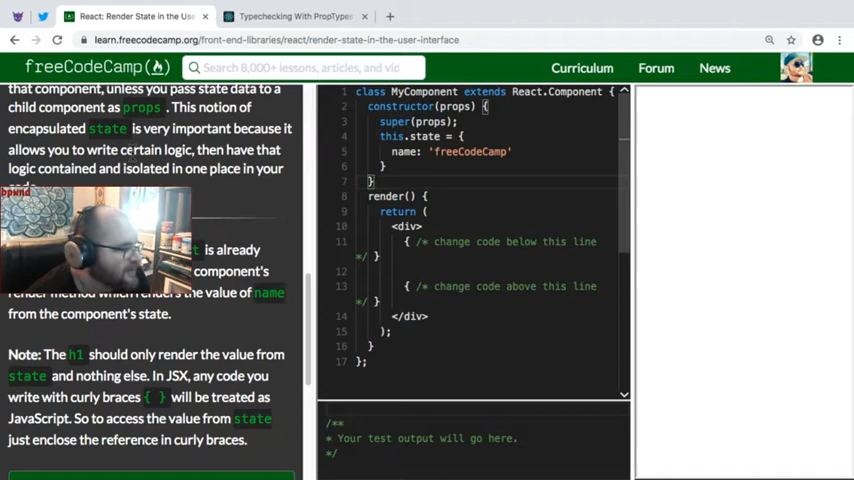 React: Render State in the Use
Typechecking With PropTypes
learn.freecodecamp.org/front-end-libraries/react/render-state-in-the-user-interface
freeCodeCamp
Search 8,000+ lessons, articles, and vid
Curriculum
Forum
News
that component, unless you pass state data to a
child component as props . This notion of
encapsulated state is very important because it
allows you to write certain logic, then have that
logic contained and isolated in one place in your
bpwnd
is already
component's
render method which renders the value of name
from the component's state.
Note: The h1 should only render the value from
state and nothing else. In JSX, any code you
write with curly braces { } will be treated as
JavaScript. So to access the value from state
just enclose the reference in curly braces.
1 class MyComponent extends React.Component {
2 constructor(props) {
3 super(props);
4 this.state = {
5 name: 'freeCodeCamp'
6 }
7 }
8 render() {
9 return (
10 <div>
11 { /* change code below this line
*/ }
12
13 { /* change code above this line
*/ }
14 </div>
15 );
16 }
17 };
/**
* Your test output will go here.
*/